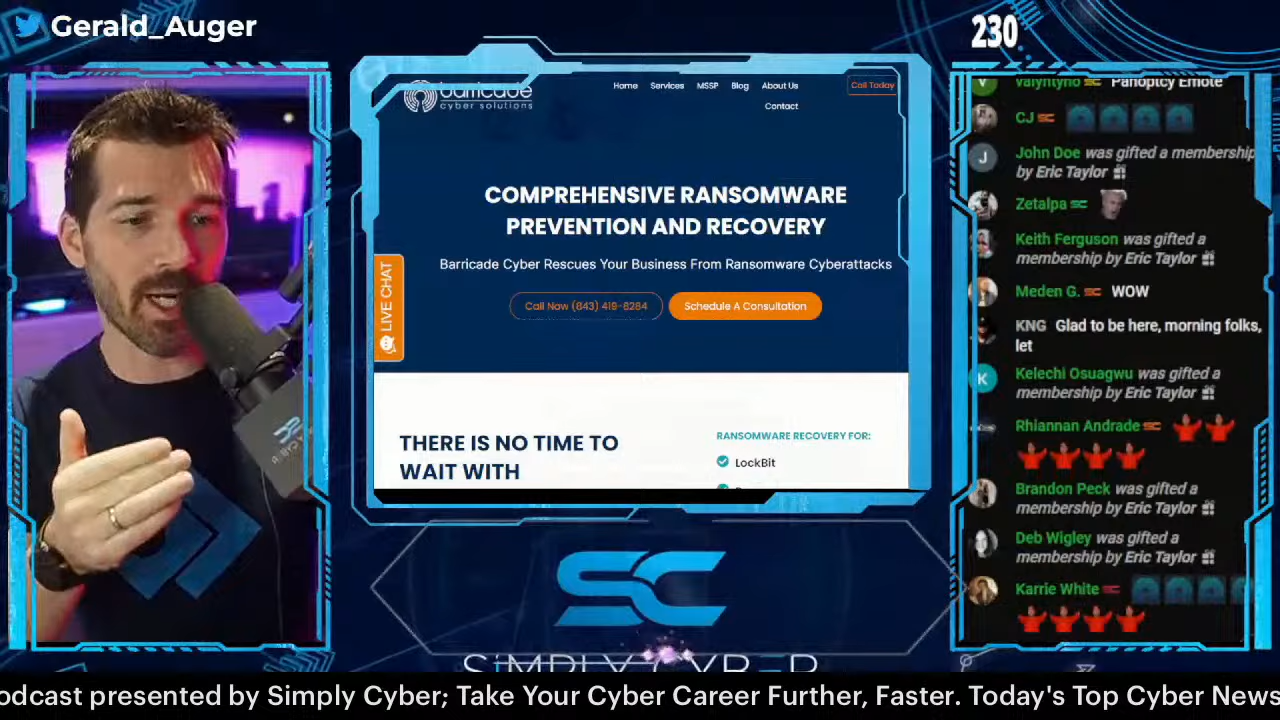 Gerald_Auger
230
barricade
cyber solutions
Home Services MSSP Blog About Us
Contact
Call Today
COMPREHENSIVE RANSOMWARE
PREVENTION AND RECOVERY
Barricade Cyber Rescues Your Business From Ransomware Cyberattacks
Call Now (843) 419-8284
Schedule A Consultation
LIVE CHAT
THERE IS NO TIME TO
WAIT WITH
RANSOMWARE RECOVERY FOR:
LockBit
valyntyno Panoptcy Emote
CJ
John Doe was gifted a membership
by Eric Taylor
Zetalpa
Keith Ferguson was gifted a
membership by Eric Taylor
Meden G. WOW
KNG Glad to be here, morning folks,
let
Kelechi Osuagwu was gifted a
membership by Eric Taylor
Rhiannan Andrade
Brandon Peck was gifted a
membership by Eric Taylor
Deb Wigley was gifted a
membership by Eric Taylor
Karrie White
SC
SiMPLY CYBER
odcast presented by Simply Cyber; Take Your Cyber Career Further, Faster. Today's Top Cyber News